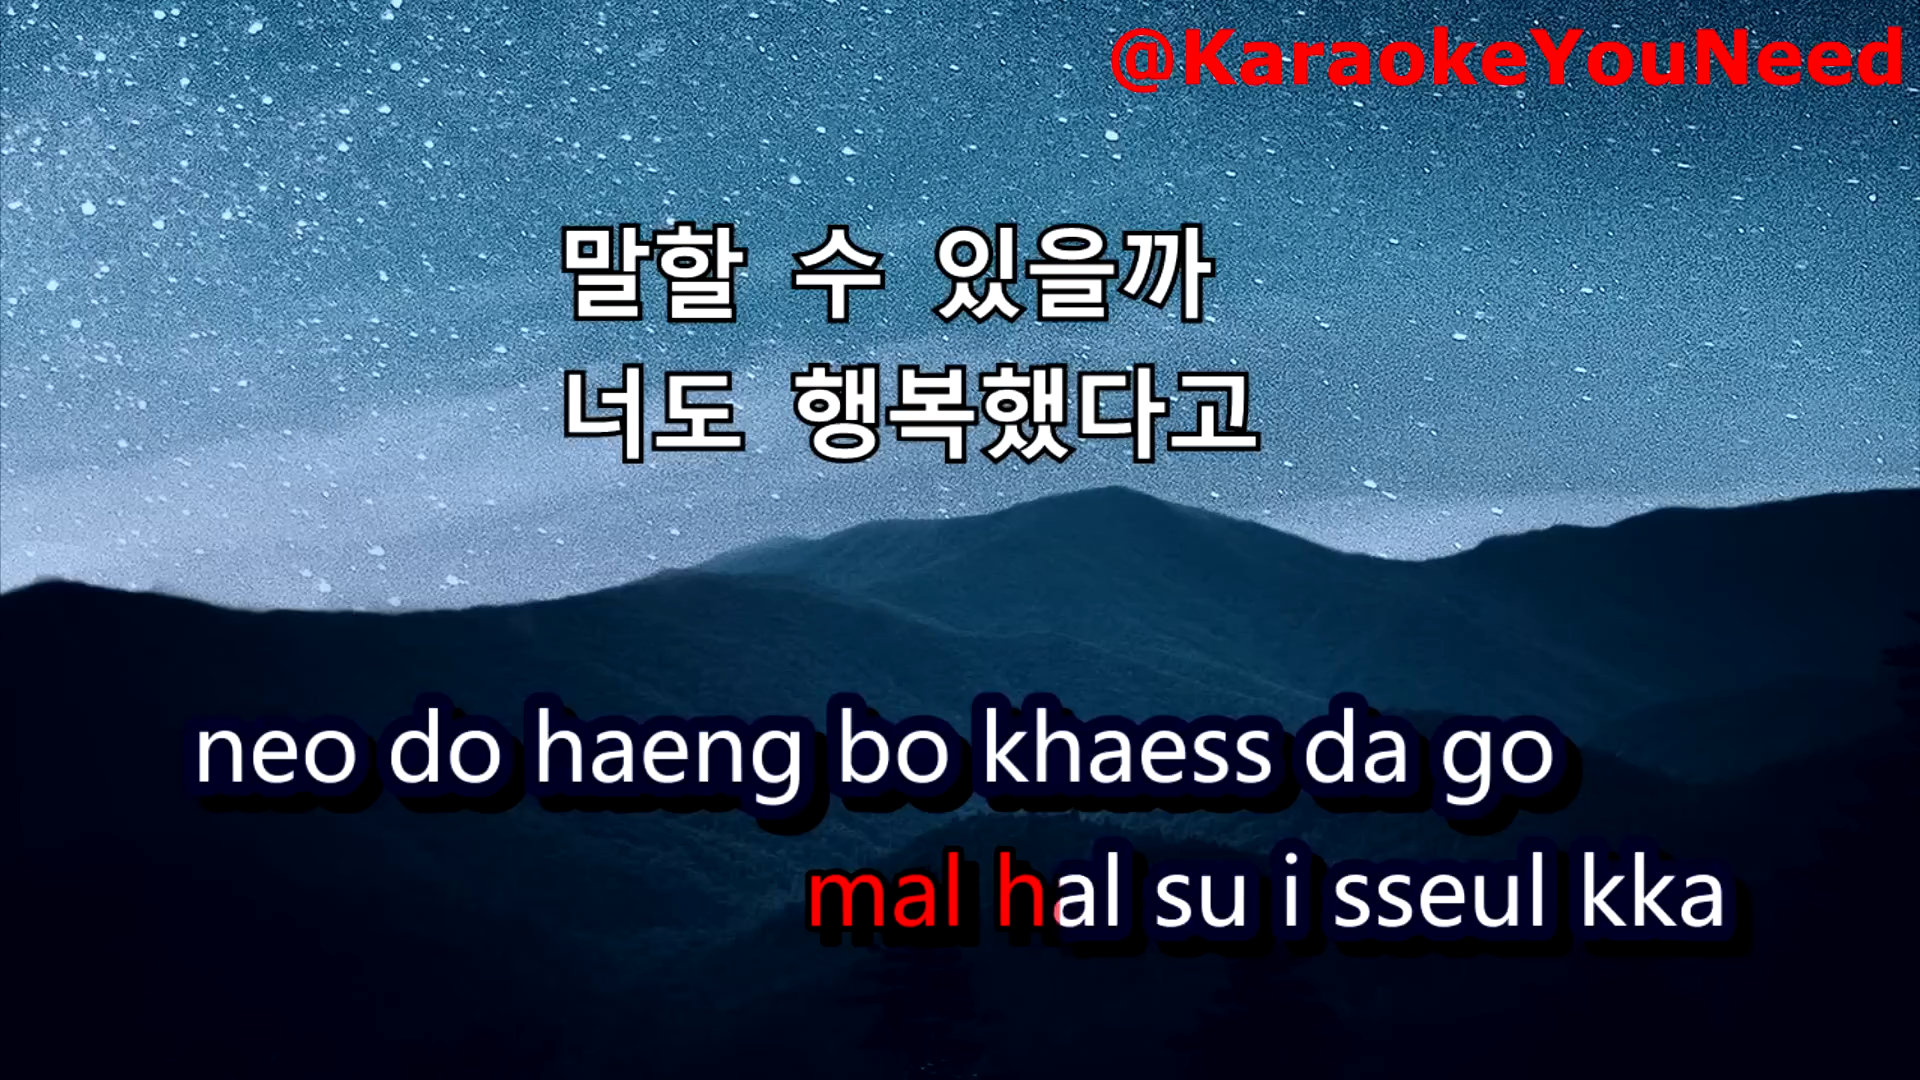 @KaraokeYouNeed
말할 수 있을까
너도 행복했다고
neo do haeng bo khaess da go
mal hal su i sseul kka